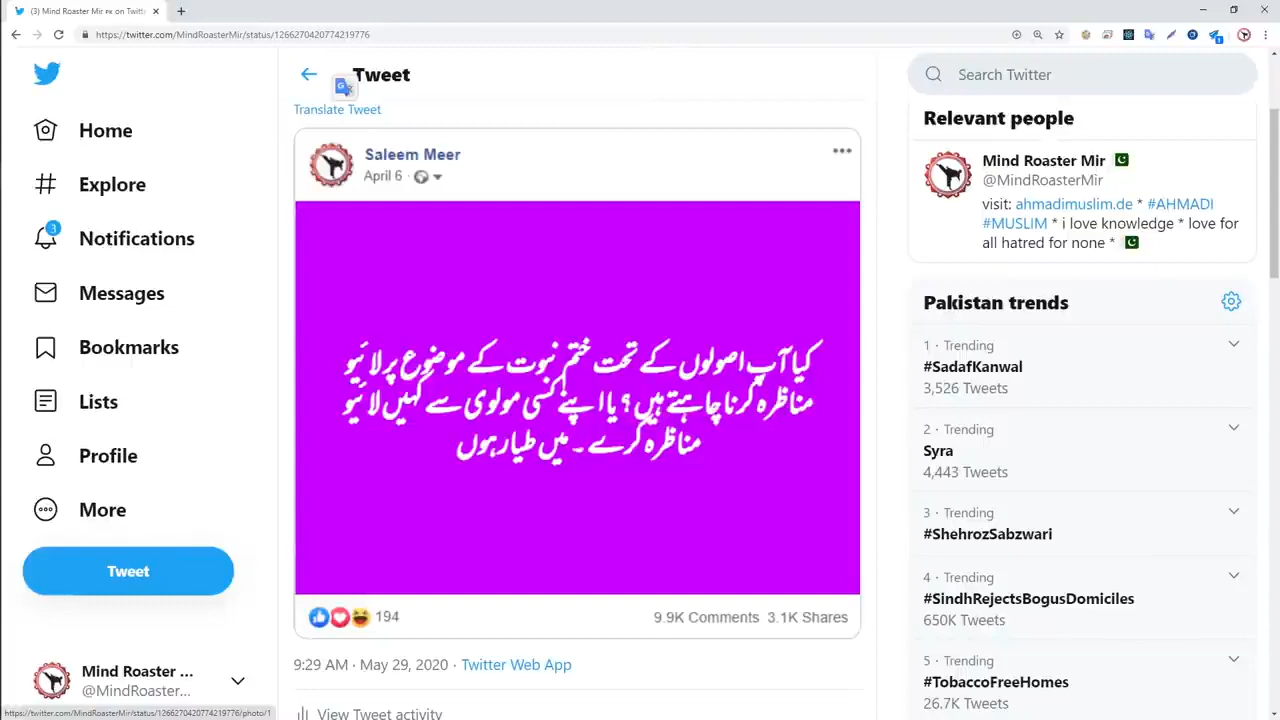 (3) Mind Roaster Mir PK on Twitt
https://twitter.com/MindRoasterMir/status/1266270420774219776
Home
Explore
3
Notifications
Messages
Bookmarks
Lists
Profile
More
Tweet
Mind Roaster ...
@MindRoaster...
https://twitter.com/MindRoasterMir/status/1266270420774219776/photo/1
Tweet
Translate Tweet
Saleem Meer
April 6 ·
کیا آپ اصولوں کے تحت ختم نبوت کے موضوع پر لائیو
مناظرہ کرنا چاہتے ہیں ؟ یا اپنے کسی مولوی سے کہیں لائیو
مناظرہ کرے ۔ میں طیار ہوں
194
9.9K Comments 3.1K Shares
9:29 AM · May 29, 2020 · Twitter Web App
View Tweet activity
Search Twitter
Relevant people
Mind Roaster Mir
@MindRoasterMir
visit: ahmadimuslim.de * #AHMADI
#MUSLIM * i love knowledge * love for
all hatred for none *
Pakistan trends
1 · Trending
#SadafKanwal
3,526 Tweets
2 · Trending
Syra
4,443 Tweets
3 · Trending
#ShehrozSabzwari
4 · Trending
#SindhRejectsBogusDomiciles
650K Tweets
5 · Trending
#TobaccoFreeHomes
26.7K Tweets